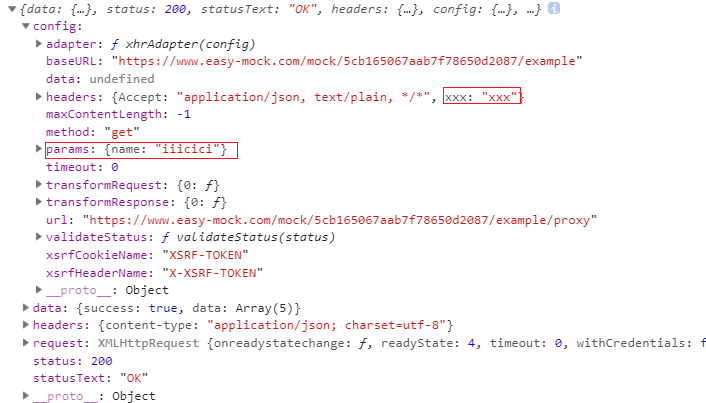 {data: {…}, status: 200, statusText: "OK", headers: {…}, config: {…}, …}
config:
adapter: ƒ xhrAdapter(config)
baseURL: "https://www.easy-mock.com/mock/5cb165067aab7f78650d2087/example"
data: undefined
headers: {Accept: "application/json, text/plain, */*", xxx: "xxx"}
maxContentLength: -1
method: "get"
params: {name: "iiicici"}
timeout: 0
transformRequest: {0: ƒ}
transformResponse: {0: ƒ}
url: "https://www.easy-mock.com/mock/5cb165067aab7f78650d2087/example/proxy"
validateStatus: ƒ validateStatus(status)
xsrfCookieName: "XSRF-TOKEN"
xsrfHeaderName: "X-XSRF-TOKEN"
__proto__: Object
data: {success: true, data: Array(5)}
headers: {content-type: "application/json; charset=utf-8"}
request: XMLHttpRequest {onreadystatechange: ƒ, readyState: 4, timeout: 0, withCredentials: f
status: 200
statusText: "OK"
__proto__: Object